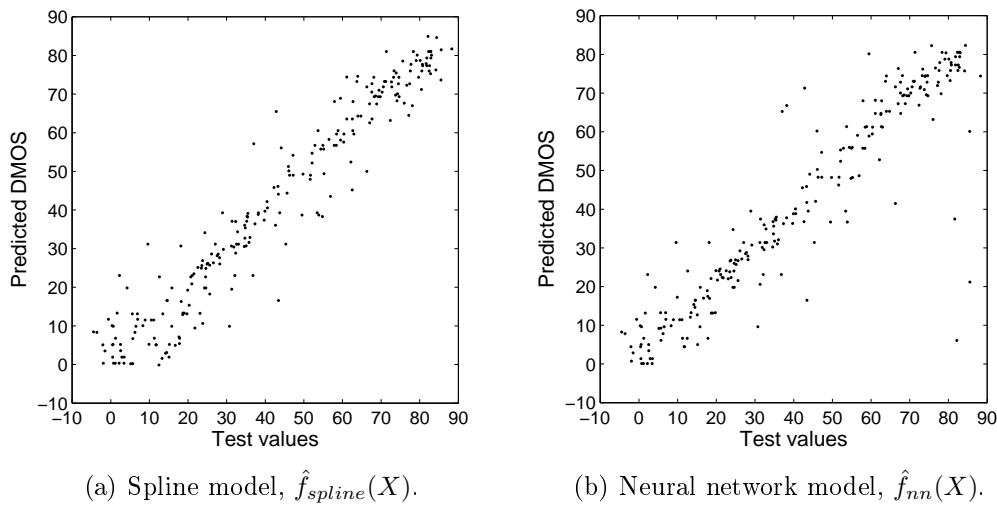 90
80
70
60
50
40
30
20
10
0
−10
−10 0 10 20 30 40 50 60 70 80 90
Predicted DMOS
Test values
(a) Spline model, f̂_{spline}(X).
90
80
70
60
50
40
30
20
10
0
−10
−10 0 10 20 30 40 50 60 70 80 90
Predicted DMOS
Test values
(b) Neural network model, f̂_{nn}(X).